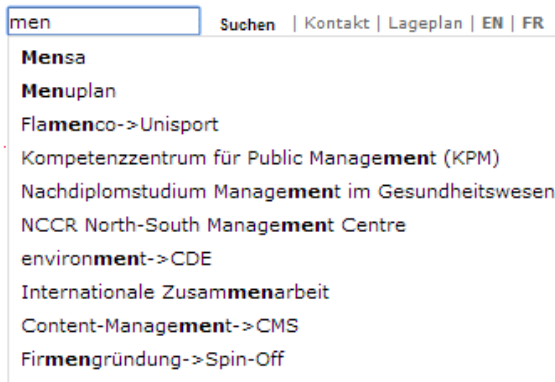 men Suchen | Kontakt | Lageplan | EN | FR
Mensa
Menuplan
Flamenco->Unisport
Kompetenzzentrum für Public Management (KPM)
Nachdiplomstudium Management im Gesundheitswesen
NCCR North-South Management Centre
environment->CDE
Internationale Zusammenarbeit
Content-Management->CMS
Firmengründung->Spin-Off